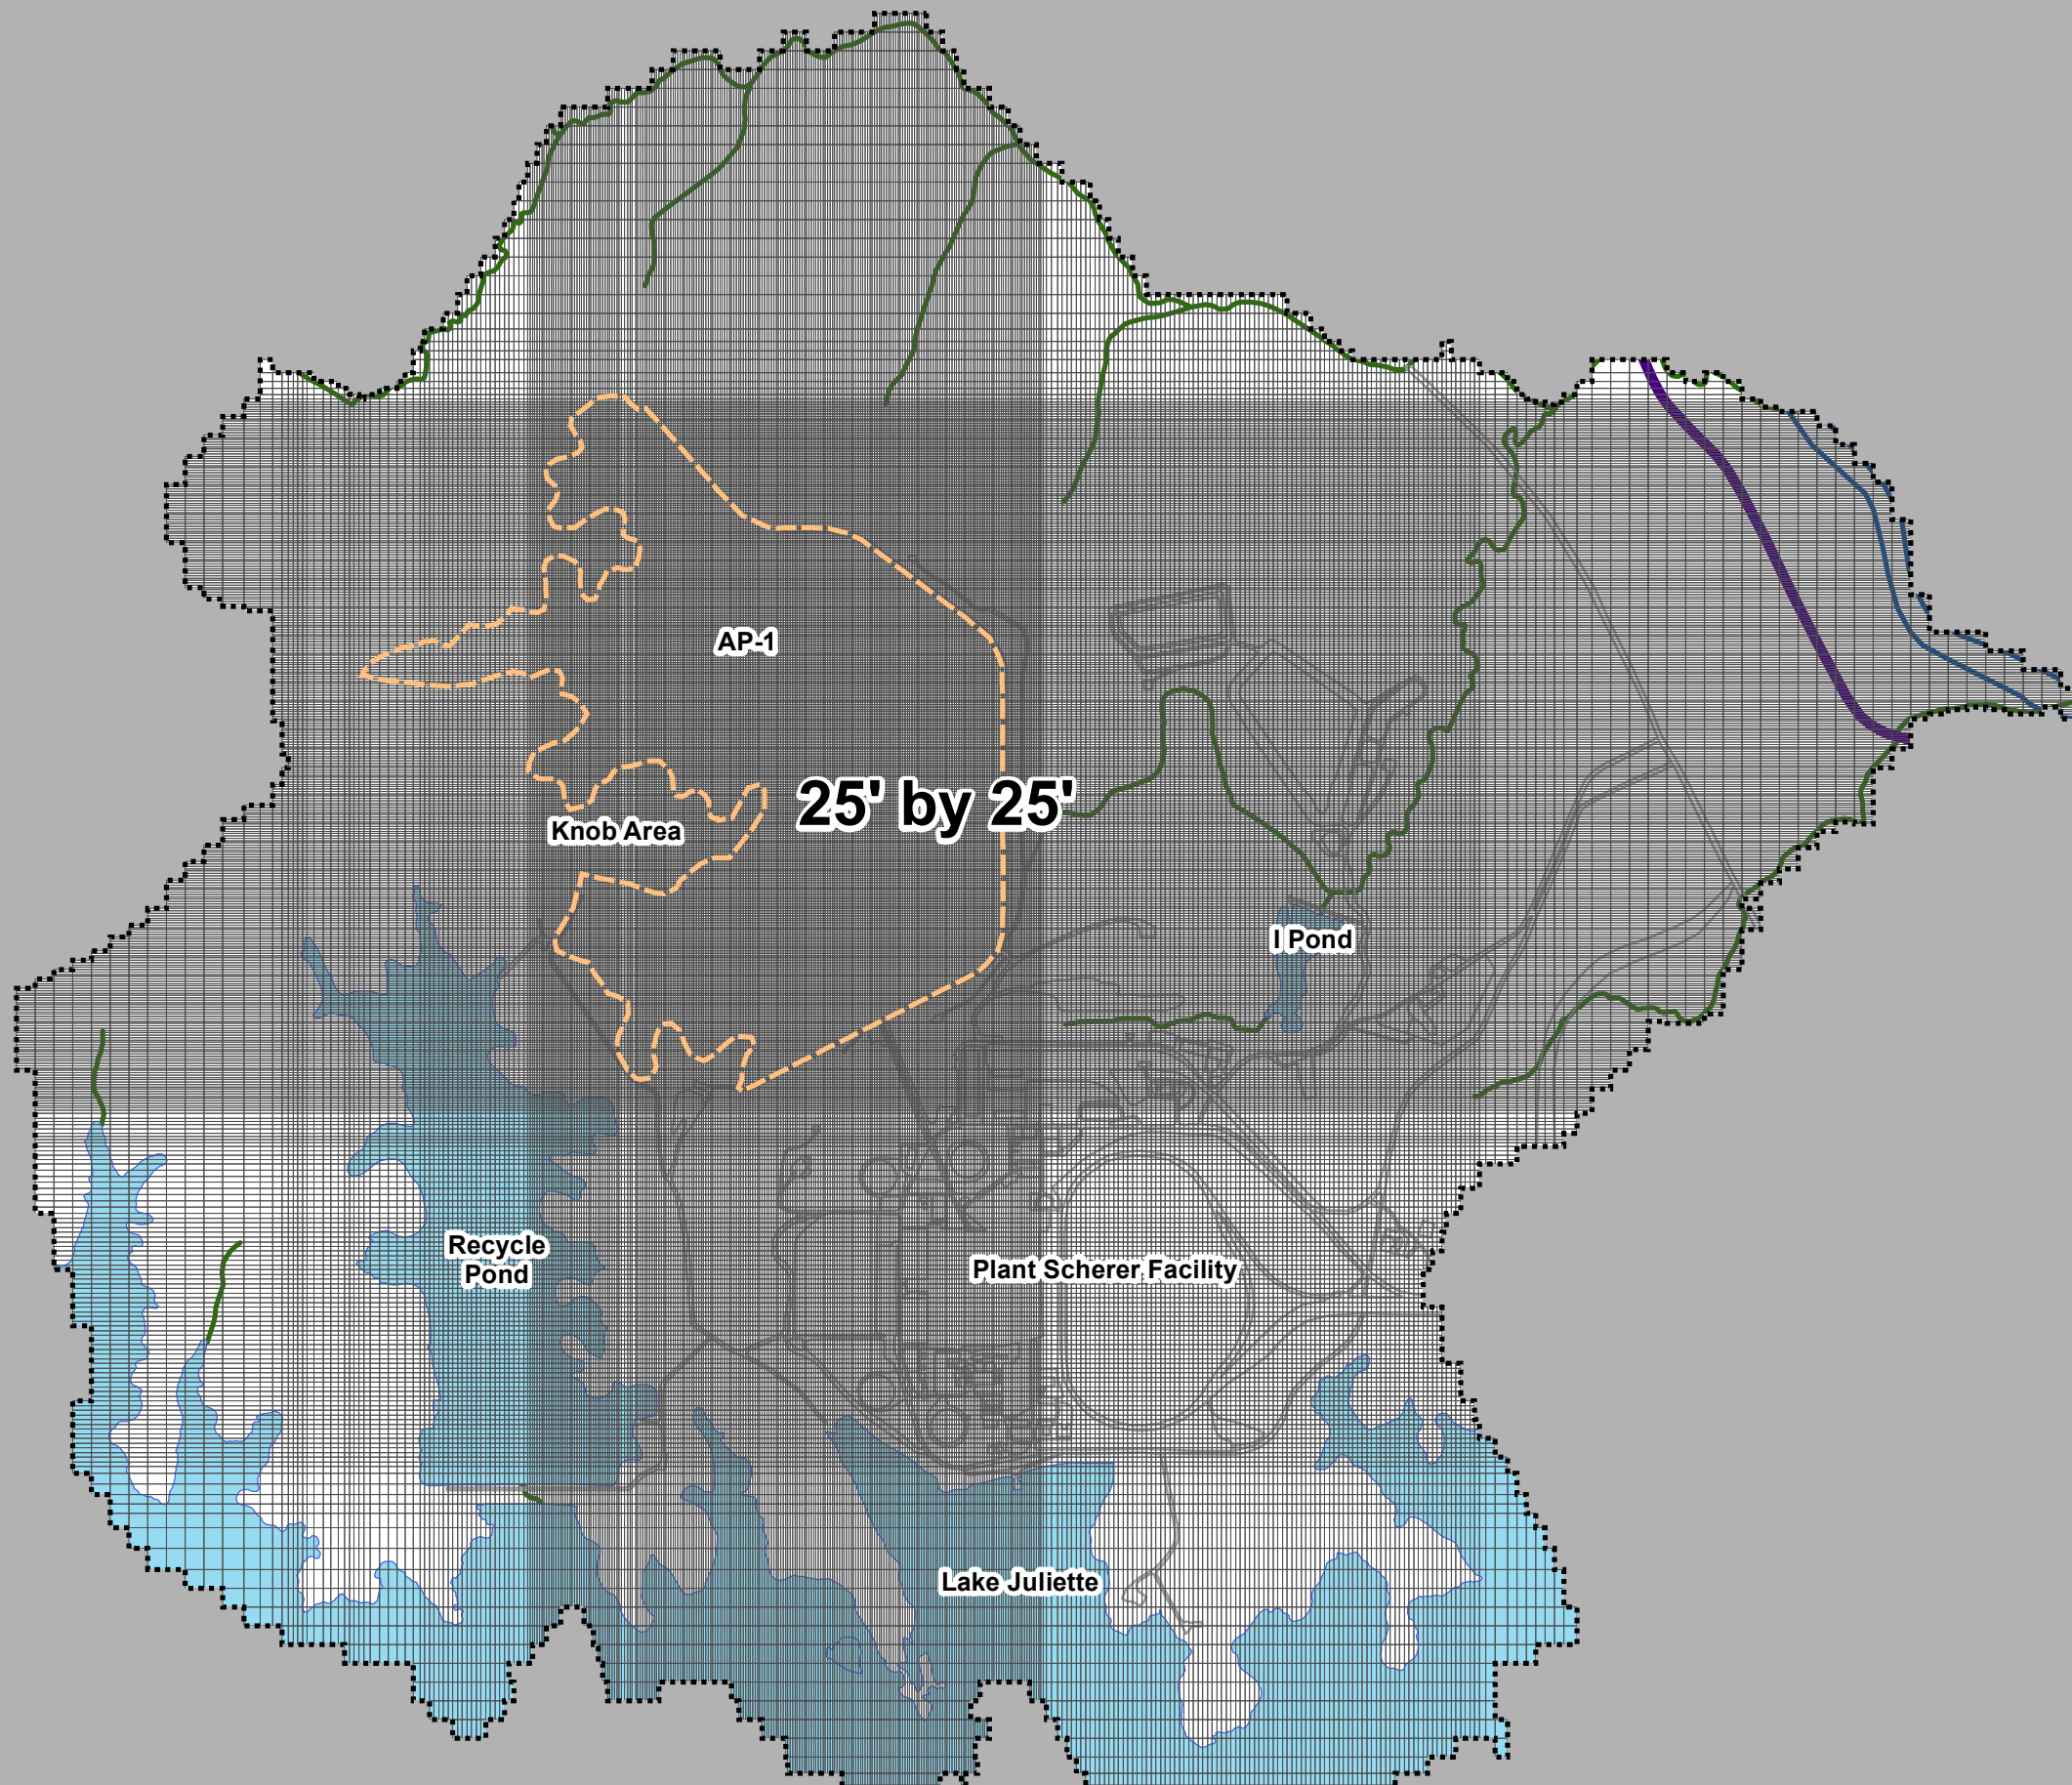 AP-1
25' by 25'
Knob Area
I Pond
Recycle
Pond
Plant Scherer Facility
Lake Juliette